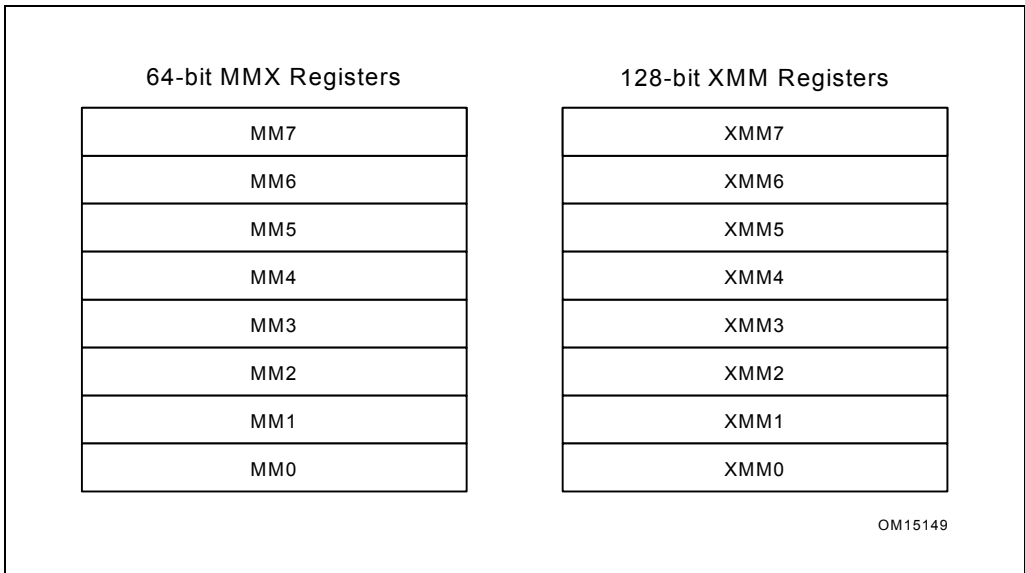 64-bit MMX Registers
MM7
MM6
MM5
MM4
MM3
MM2
MM1
MM0
128-bit XMM Registers
XMM7
XMM6
XMM5
XMM4
XMM3
XMM2
XMM1
XMM0
OM15149